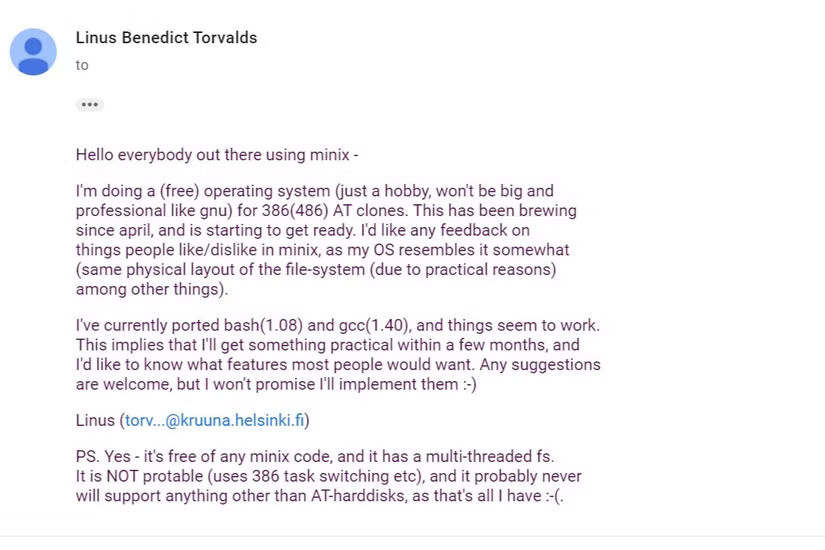 Linus Benedict Torvalds
to
•••
Hello everybody out there using minix -
I'm doing a (free) operating system (just a hobby, won't be big and
professional like gnu) for 386(486) AT clones. This has been brewing
since april, and is starting to get ready. I'd like any feedback on
things people like/dislike in minix, as my OS resembles it somewhat
(same physical layout of the file-system (due to practical reasons)
among other things).
I've currently ported bash(1.08) and gcc(1.40), and things seem to work.
This implies that I'll get something practical within a few months, and
I'd like to know what features most people would want. Any suggestions
are welcome, but I won't promise I'll implement them :-)
Linus (torv...@kruuna.helsinki.fi)
PS. Yes - it's free of any minix code, and it has a multi-threaded fs.
It is NOT protable (uses 386 task switching etc), and it probably never
will support anything other than AT-harddisks, as that's all I have :-(.